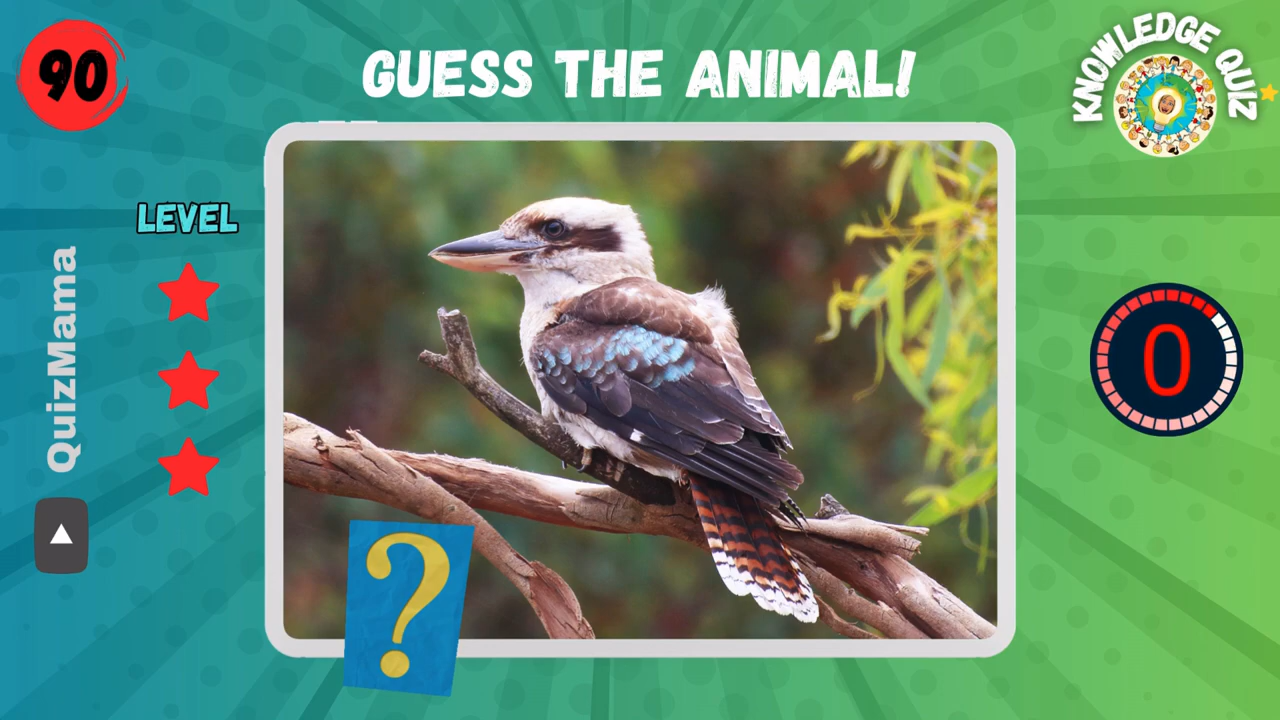 90
GUESS THE ANIMAL!
KNOWLEDGE QUIZ
LEVEL
QuizMama
0
?